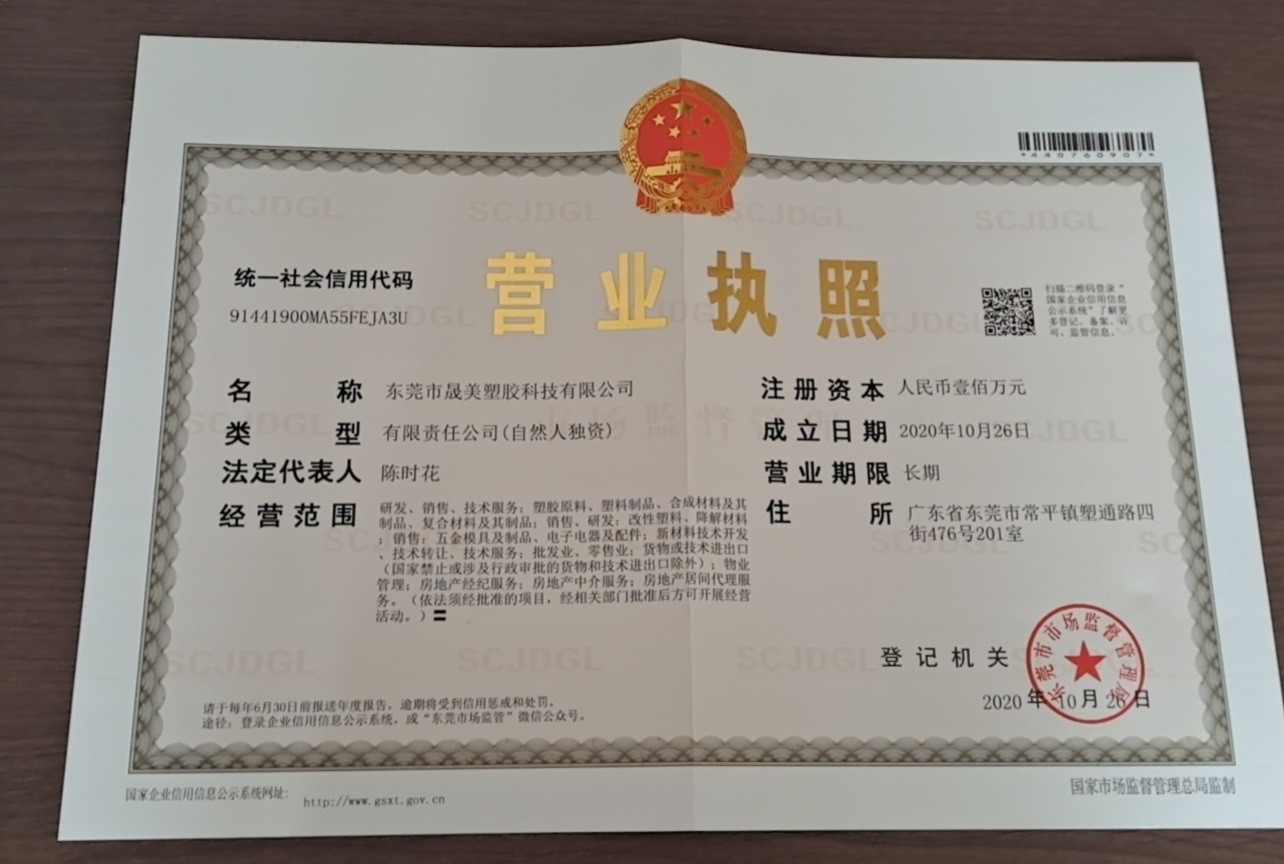 *440760907*
营业执照
统一社会信用代码
91441900MA55FEJA3U
扫描二维码登录“
国家企业信用信息
公示系统”了解更
多登记、备案、许
可、监管信息。
名 称 东莞市晟美塑胶科技有限公司
类 型 有限责任公司(自然人独资)
法定代表人 陈时花
经营范围 研发、销售、技术服务：塑胶原料、塑料制品、合成材料及其
制品、复合材料及其制品；销售、研发：改性塑料、降解材料
；销售：五金模具及制品、电子电器及配件；新材料技术开发
、技术转让、技术服务；批发业、零售业；货物或技术进出口
（国家禁止或涉及行政审批的货物和技术进出口除外）；物业
管理；房地产经纪服务；房地产中介服务；房地产居间代理服
务。（依法须经批准的项目，经相关部门批准后方可开展经营
活动。）
注册资本 人民币壹佰万元
成立日期 2020年10月26日
营业期限 长期
住 所 广东省东莞市常平镇塑通路四
街476号201室
登记机关
东莞市市场监督管理局
2020 年 10 月 26 日
请于每年6月30日前报送年度报告，逾期将受到信用惩戒和处罚。
途径：登录企业信用信息公示系统，或“东莞市场监管”微信公众号。
国家企业信用信息公示系统网址： http://www.gsxt.gov.cn
国家市场监督管理总局监制
SCJDGL